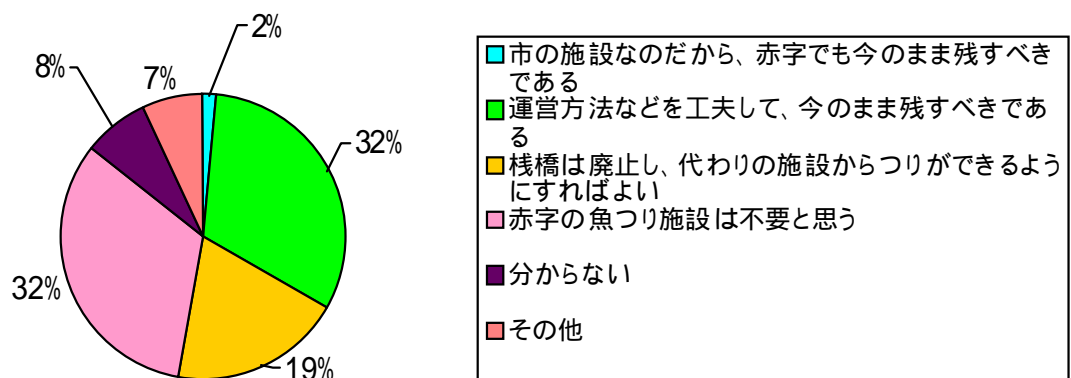 2%
8%
7%
32%
32%
19%
市の施設なのだから、赤字でも今のまま残すべき
である
運営方法などを工夫して、今のまま残すべきであ
る
桟橋は廃止し、代わりの施設からつりができるよう
にすればよい
赤字の魚つり施設は不要と思う
分からない
その他